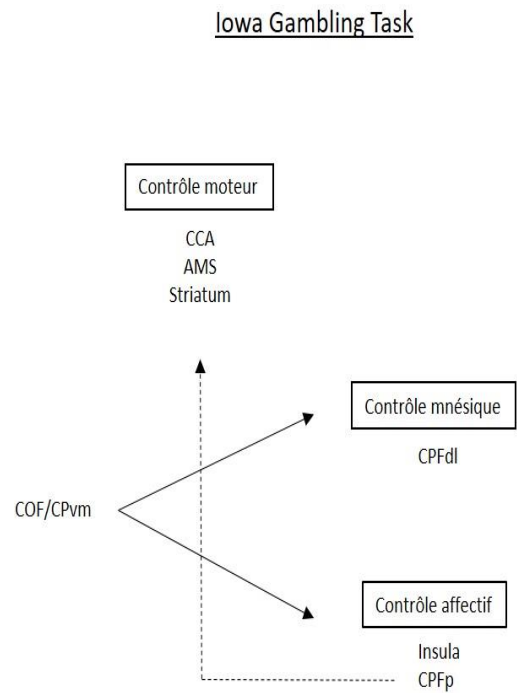 Iowa Gambling Task
Contrôle moteur
CCA
AMS
Striatum
Contrôle mnésique
CPFdl
COF/CPvm
Contrôle affectif
Insula
CPFp